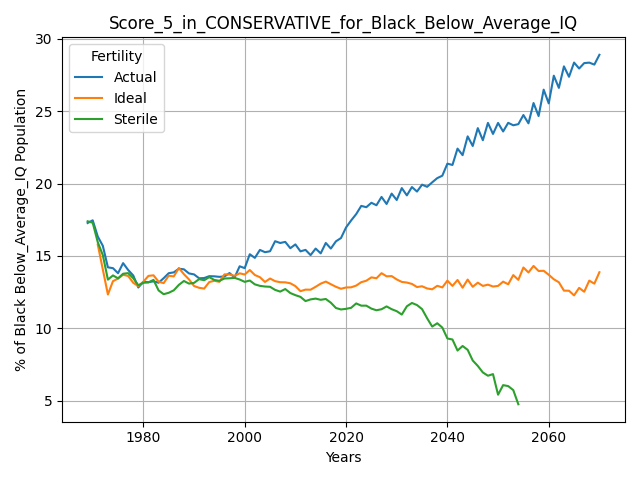 Score_5_in_CONSERVATIVE_for_Black_Below_Average_IQ
% of Black Below_Average_IQ Population
30
25
20
15
10
5
Fertility
Actual
Ideal
Sterile
1980
2000
2020
2040
2060
Years